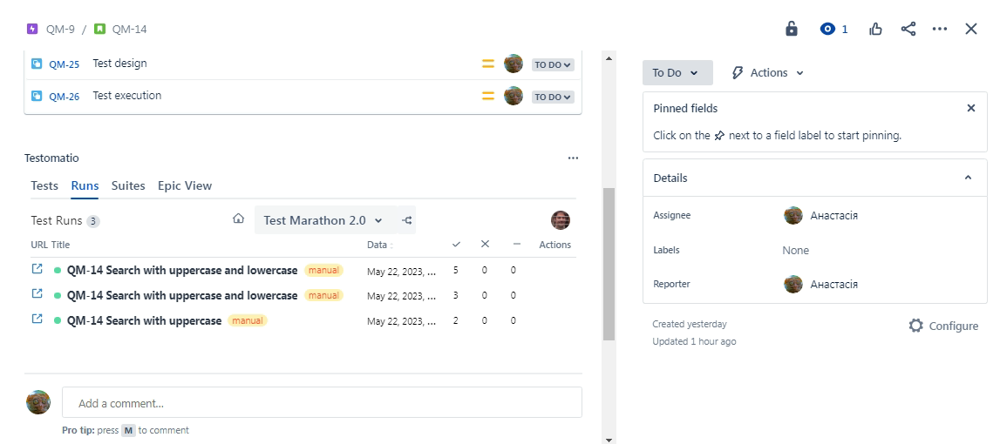 QM-9 / QM-14
1
QM-25 Test design TO DO
QM-26 Test execution TO DO
Testomatio
Tests Runs Suites Epic View
Test Runs 3 Test Marathon 2.0
URL Title Data Actions
QM-14 Search with uppercase and lowercase manual May 22, 2023, ... 5 0 0
QM-14 Search with uppercase and lowercase manual May 22, 2023, ... 3 0 0
QM-14 Search with uppercase manual May 22, 2023, ... 2 0 0
Add a comment...
Pro tip: press M to comment
To Do Actions
Pinned fields
Click on the next to a field label to start pinning.
Details
Assignee Анастасія
Labels None
Reporter Анастасія
Created yesterday
Updated 1 hour ago
Configure